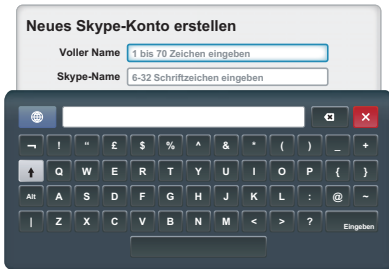 Neues Skype-Konto erstellen
Voller Name 1 bis 70 Zeichen eingeben
Skype-Name 6-32 Schriftzeichen eingeben
¬ ! “ £ $ % ^ & * ( ) _ +
Q W E R T Y U I O P { }
Alt A S D F G H J K L : @ ~
| Z X C V B N M < > ? Eingeben